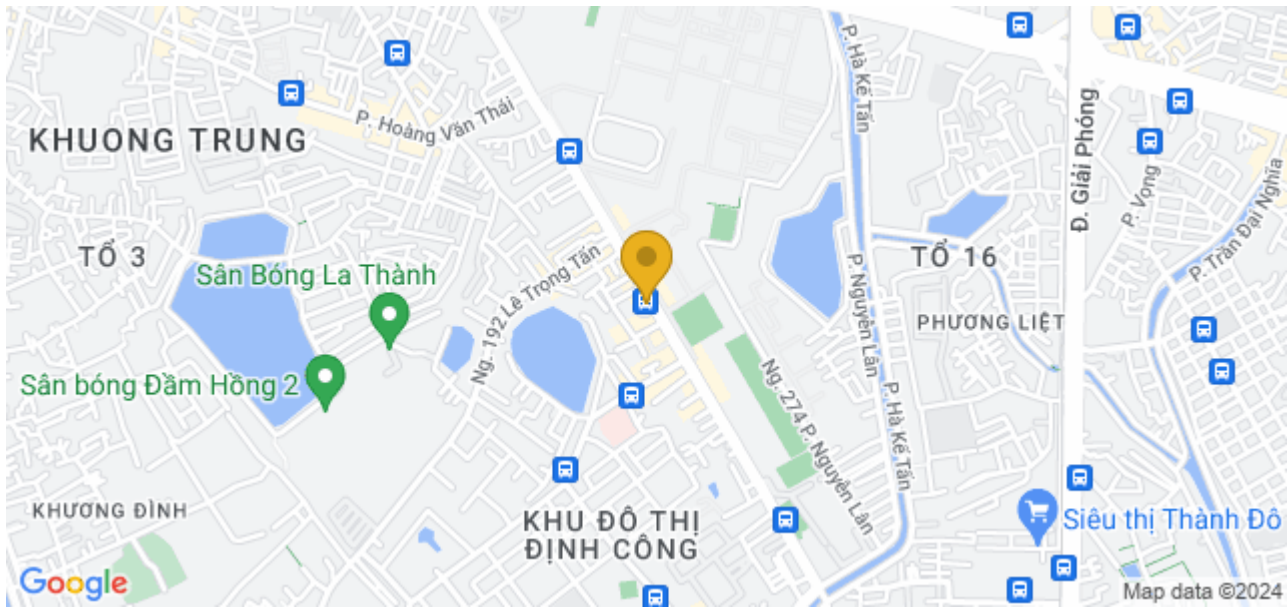 P. Hà Kế Tấn
P. Hoàng Văn Thái
KHUONG TRUNG
Đ. Giải Phóng
P. Vọng
P. Trần Đại Nghĩa
TỔ 3
Sân Bóng La Thành
Ng. 192 Lê Trọng Tấn
TỔ 16
P. Nguyễn Lân
PHƯƠNG LIỆT
Sân bóng Đầm Hồng 2
Ng. 274 P. Nguyễn Lân
P. Hà Kế Tấn
KHƯƠNG ĐÌNH
KHU ĐÔ THỊ
ĐỊNH CÔNG
Siêu thị Thành Đô
Google
Map data ©2024